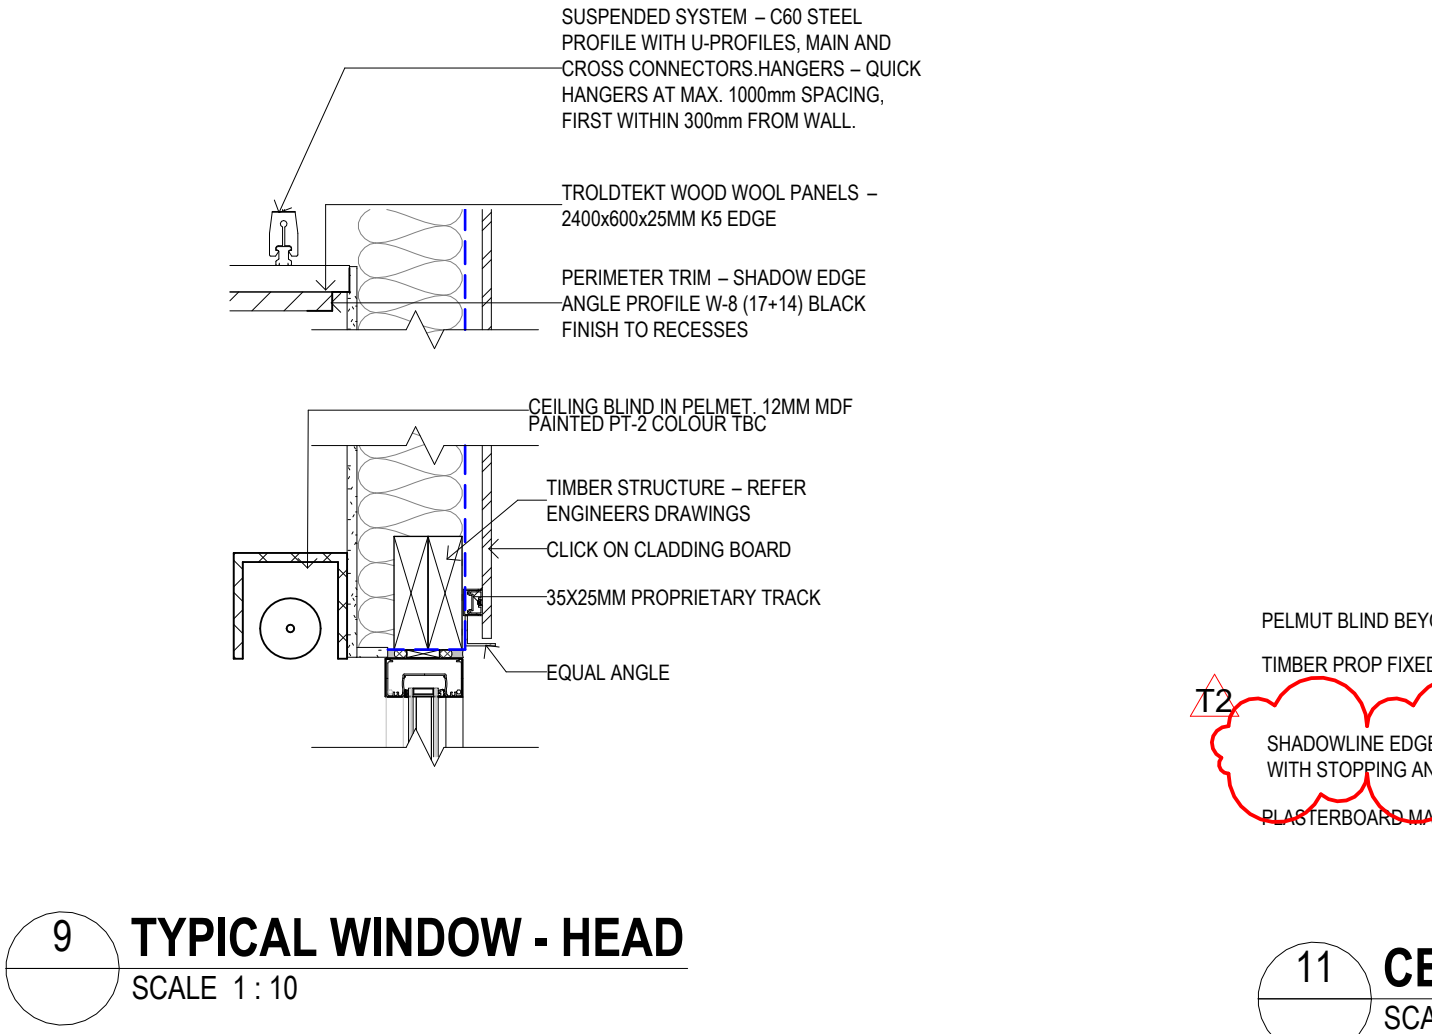 SUSPENDED SYSTEM – C60 STEEL
PROFILE WITH U-PROFILES, MAIN AND
CROSS CONNECTORS.HANGERS – QUICK
HANGERS AT MAX. 1000mm SPACING,
FIRST WITHIN 300mm FROM WALL.
TROLDTEKT WOOD WOOL PANELS –
2400x600x25MM K5 EDGE
PERIMETER TRIM – SHADOW EDGE
ANGLE PROFILE W-8 (17+14) BLACK
FINISH TO RECESSES
CEILING BLIND IN PELMET. 12MM MDF
PAINTED PT-2 COLOUR TBC
TIMBER STRUCTURE – REFER
ENGINEERS DRAWINGS
CLICK ON CLADDING BOARD
35X25MM PROPRIETARY TRACK
EQUAL ANGLE
9
TYPICAL WINDOW - HEAD
SCALE 1 : 10
PELMUT BLIND
TIMBER PROP
T2
SHADOWLINE
WITH STOPPING
PLASTERBOARD
11